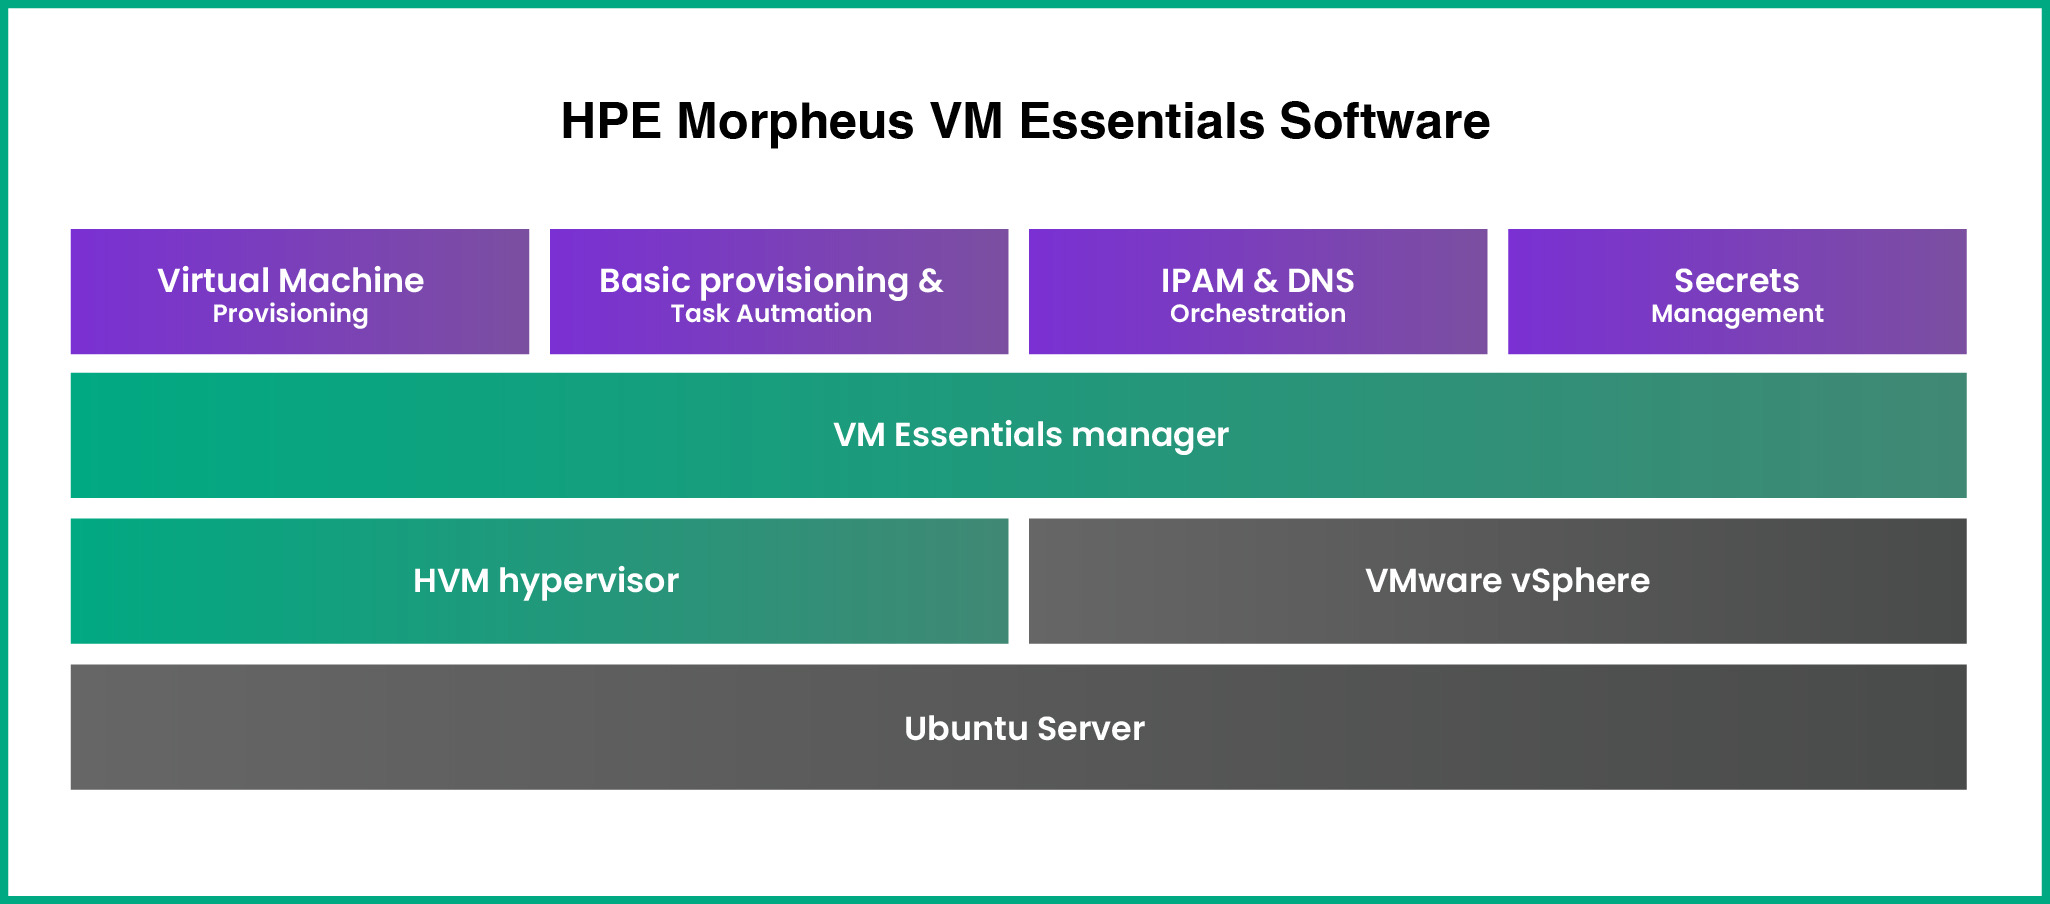 HPE Morpheus VM Essentials Software
Virtual Machine
Provisioning
Basic provisioning &
Task Autmation
IPAM & DNS
Orchestration
Secrets
Management
VM Essentials manager
HVM hypervisor
VMware vSphere
Ubuntu Server